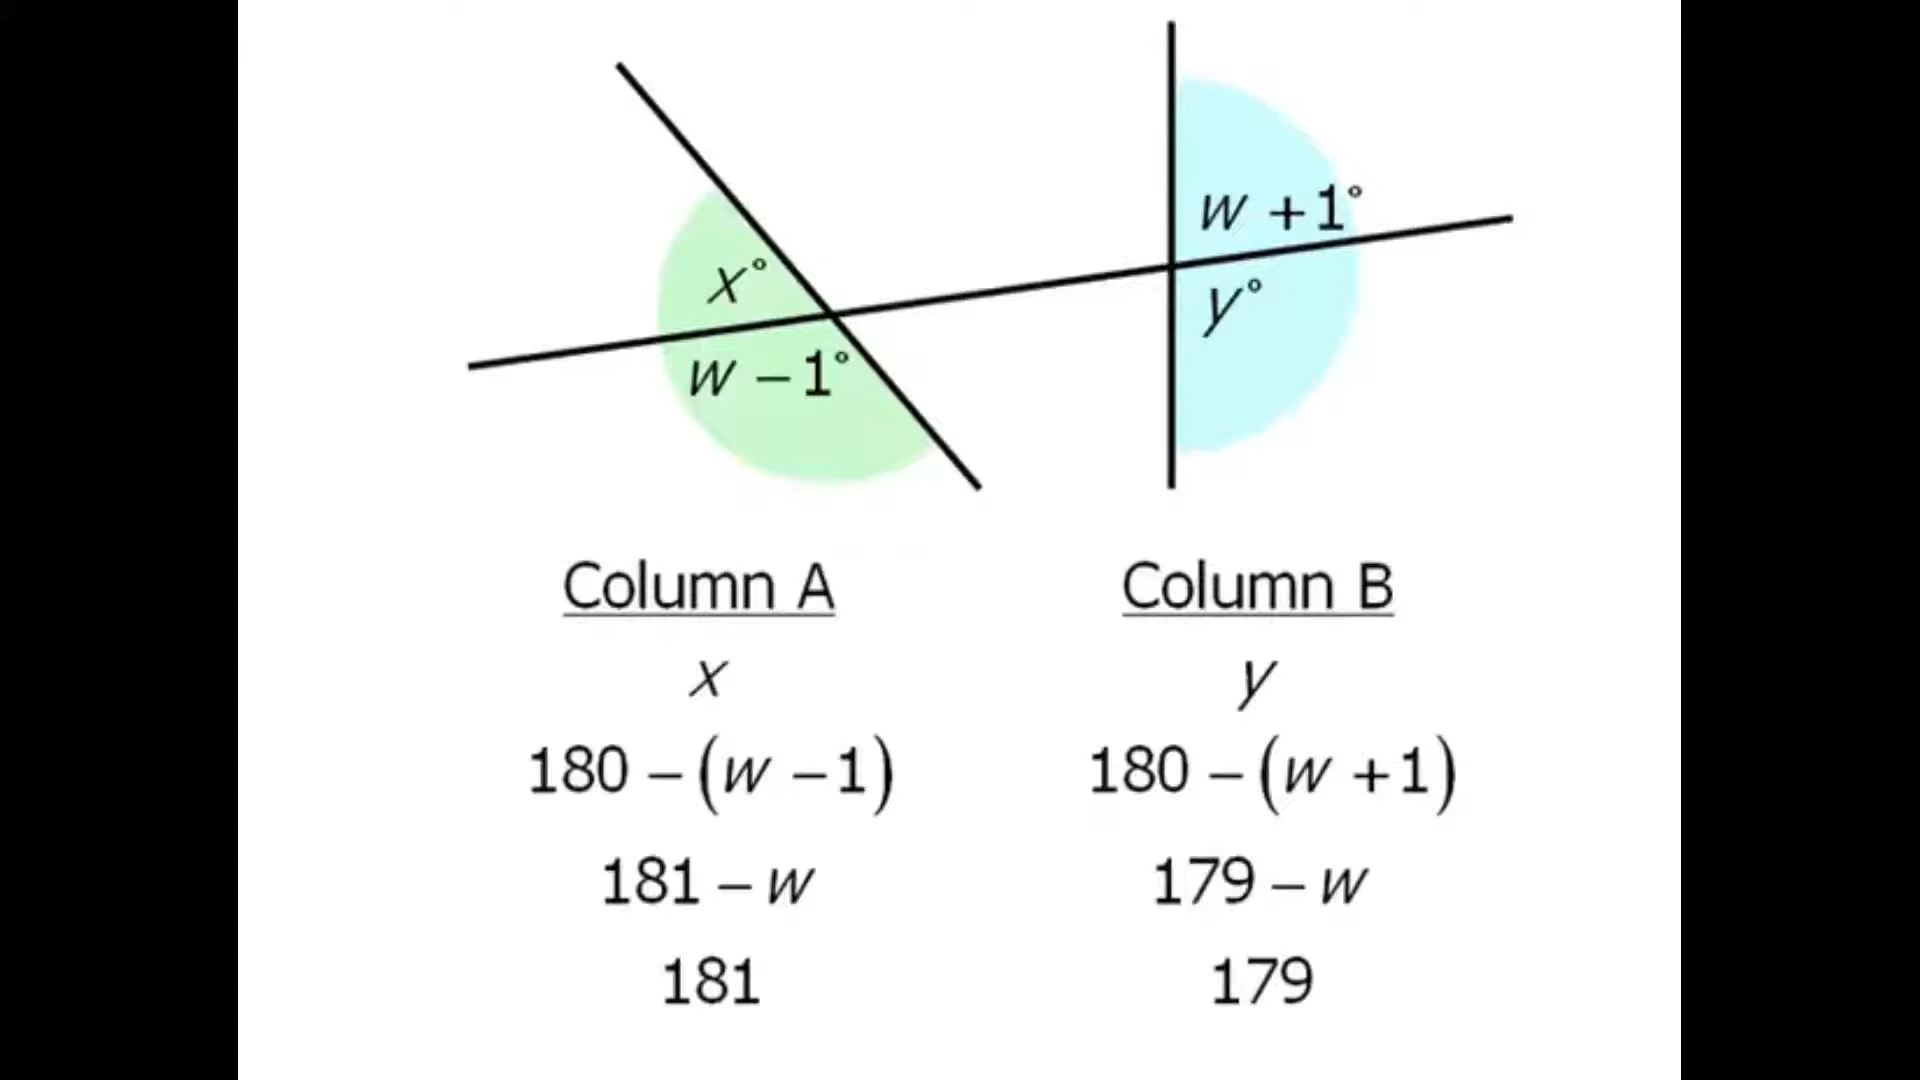 w + 1°
x°
y°
w − 1°
Column A Column B
x y
180 − (w − 1) 180 − (w + 1)
181 − w 179 − w
181 179